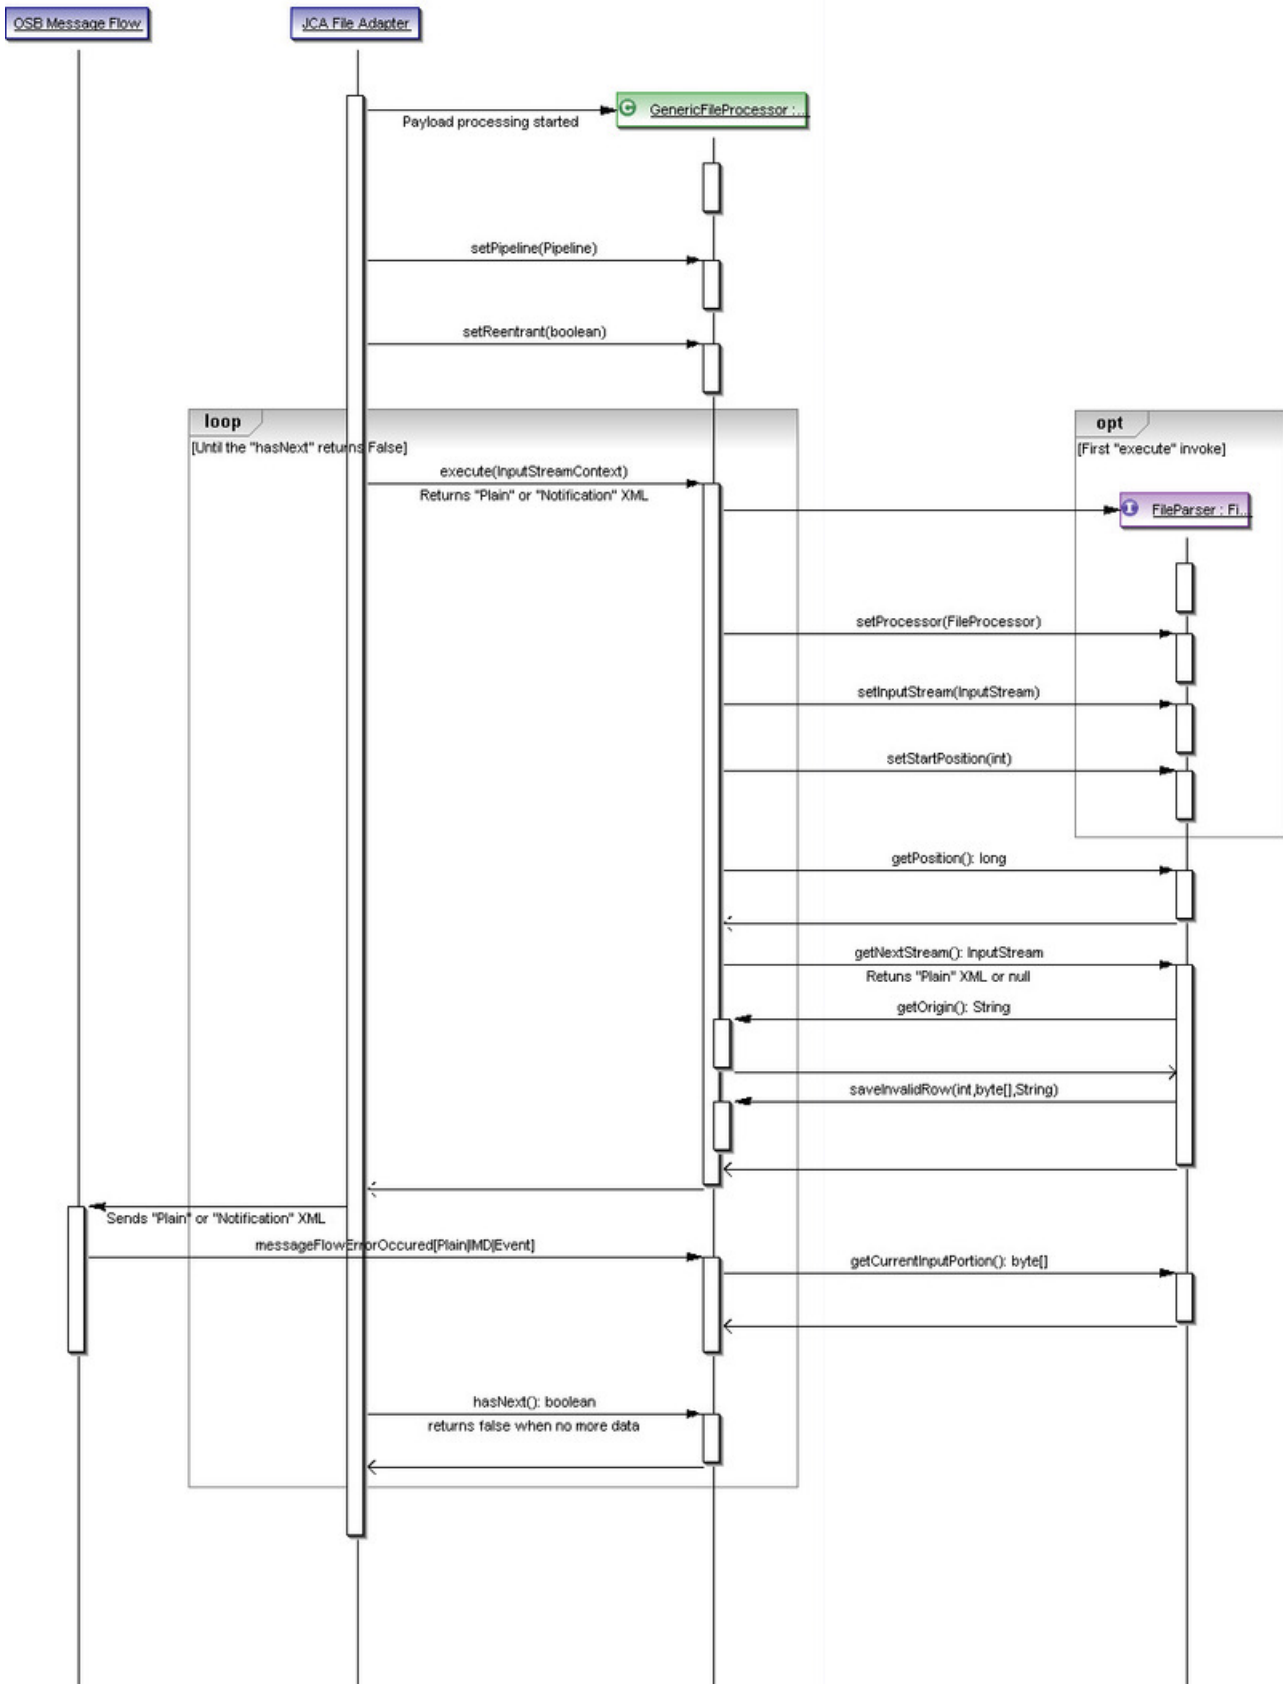 OSB Message Flow
JCA File Adapter
GenericFileProcessor :...
Payload processing started
setPipeline(Pipeline)
setReentrant(boolean)
loop
[Until the "hasNext" returns False]
opt
[First "execute" invoke]
execute(InputStreamContext)
Returns "Plain" or "Notification" XML
FileParser : Fi...
setProcessor(FileProcessor)
setInputStream(InputStream)
setStartPosition(int)
getPosition(): long
getNextStream(): InputStream
Retuns "Plain" XML or null
getOrigin(): String
saveInvalidRow(int,byte[],String)
Sends "Plain" or "Notification" XML
messageFlowErrorOccured[Plain|MD|Event]
getCurrentInputPortion(): byte[]
hasNext(): boolean
returns false when no more data